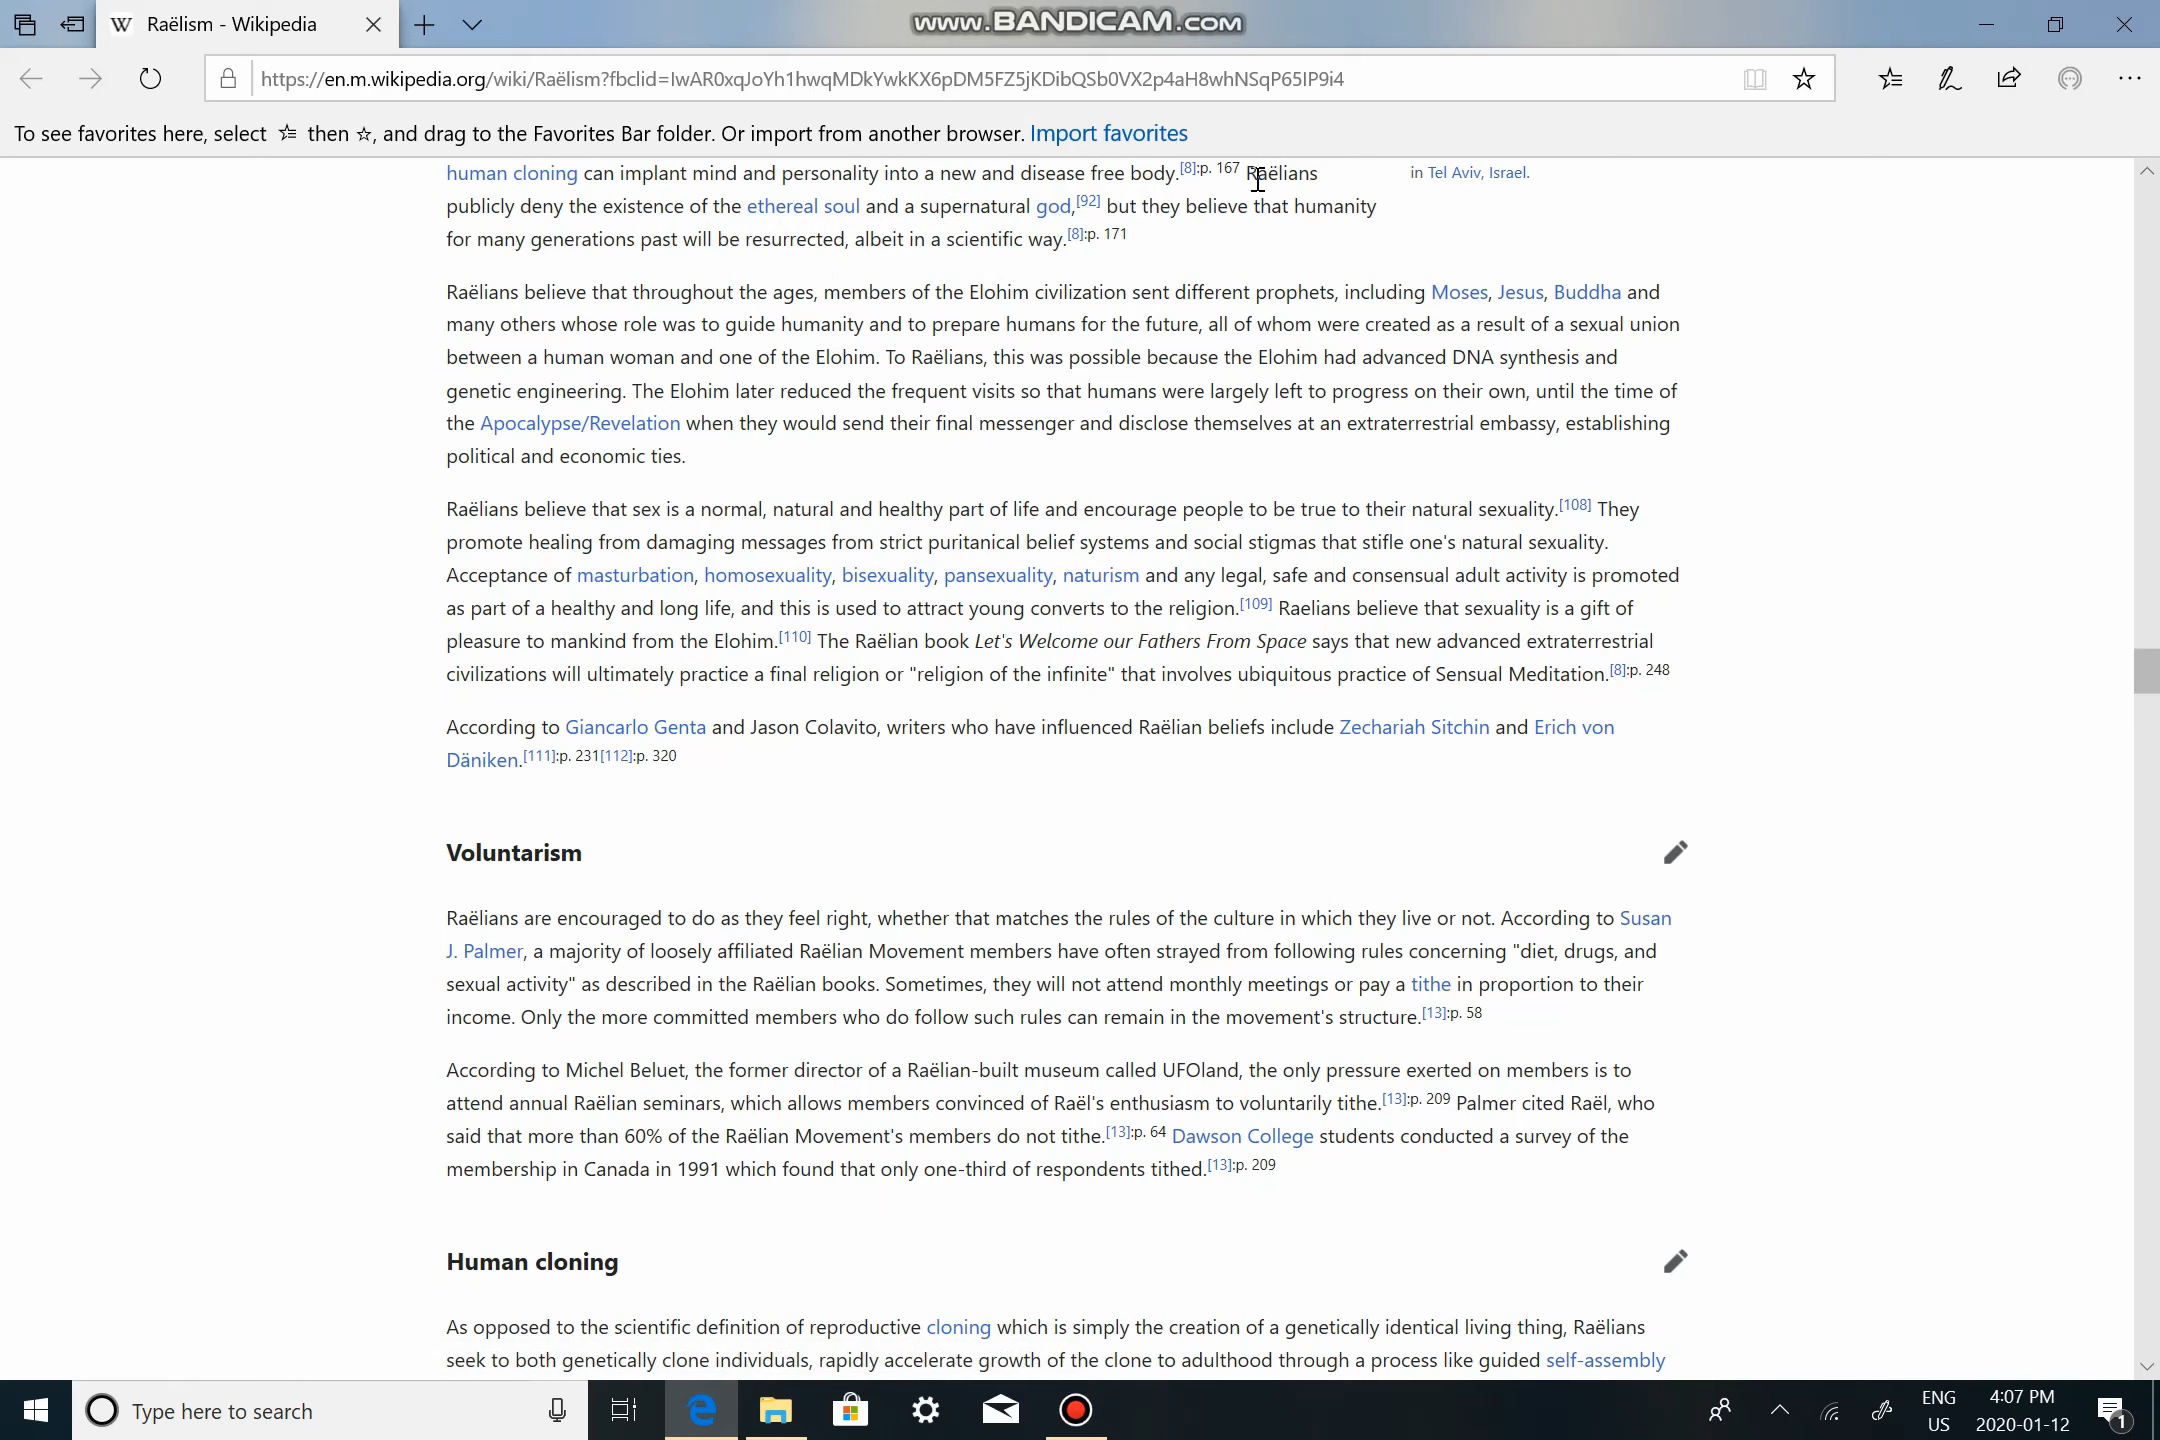 Raëlism - Wikipedia
www.BANDICAM.com
https://en.m.wikipedia.org/wiki/Raëlism?fbclid=IwAR0xqJoYh1hwqMDkYwkKX6pDM5FZ5jKDibQSb0VX2p4aH8whNSqP65IP9i4
To see favorites here, select then ☆, and drag to the Favorites Bar folder. Or import from another browser. Import favorites
human cloning can implant mind and personality into a new and disease free body.[8]:p. 167 Raëlians
in Tel Aviv, Israel.
publicly deny the existence of the ethereal soul and a supernatural god,[92] but they believe that humanity
for many generations past will be resurrected, albeit in a scientific way.[8]:p. 171
Raëlians believe that throughout the ages, members of the Elohim civilization sent different prophets, including Moses, Jesus, Buddha and
many others whose role was to guide humanity and to prepare humans for the future, all of whom were created as a result of a sexual union
between a human woman and one of the Elohim. To Raëlians, this was possible because the Elohim had advanced DNA synthesis and
genetic engineering. The Elohim later reduced the frequent visits so that humans were largely left to progress on their own, until the time of
the Apocalypse/Revelation when they would send their final messenger and disclose themselves at an extraterrestrial embassy, establishing
political and economic ties.
Raëlians believe that sex is a normal, natural and healthy part of life and encourage people to be true to their natural sexuality.[108] They
promote healing from damaging messages from strict puritanical belief systems and social stigmas that stifle one's natural sexuality.
Acceptance of masturbation, homosexuality, bisexuality, pansexuality, naturism and any legal, safe and consensual adult activity is promoted
as part of a healthy and long life, and this is used to attract young converts to the religion.[109] Raelians believe that sexuality is a gift of
pleasure to mankind from the Elohim.[110] The Raëlian book Let's Welcome our Fathers From Space says that new advanced extraterrestrial
civilizations will ultimately practice a final religion or "religion of the infinite" that involves ubiquitous practice of Sensual Meditation.[8]:p. 248
According to Giancarlo Genta and Jason Colavito, writers who have influenced Raëlian beliefs include Zechariah Sitchin and Erich von
Däniken.[111]:p. 231[112]:p. 320
Voluntarism
Raëlians are encouraged to do as they feel right, whether that matches the rules of the culture in which they live or not. According to Susan
J. Palmer, a majority of loosely affiliated Raëlian Movement members have often strayed from following rules concerning "diet, drugs, and
sexual activity" as described in the Raëlian books. Sometimes, they will not attend monthly meetings or pay a tithe in proportion to their
income. Only the more committed members who do follow such rules can remain in the movement's structure.[13]:p. 58
According to Michel Beluet, the former director of a Raëlian-built museum called UFOland, the only pressure exerted on members is to
attend annual Raëlian seminars, which allows members convinced of Raël's enthusiasm to voluntarily tithe.[13]:p. 209 Palmer cited Raël, who
said that more than 60% of the Raëlian Movement's members do not tithe.[13]:p. 64 Dawson College students conducted a survey of the
membership in Canada in 1991 which found that only one-third of respondents tithed.[13]:p. 209
Human cloning
As opposed to the scientific definition of reproductive cloning which is simply the creation of a genetically identical living thing, Raëlians
seek to both genetically clone individuals, rapidly accelerate growth of the clone to adulthood through a process like guided self-assembly
Type here to search
ENG
US
4:07 PM
2020-01-12
1